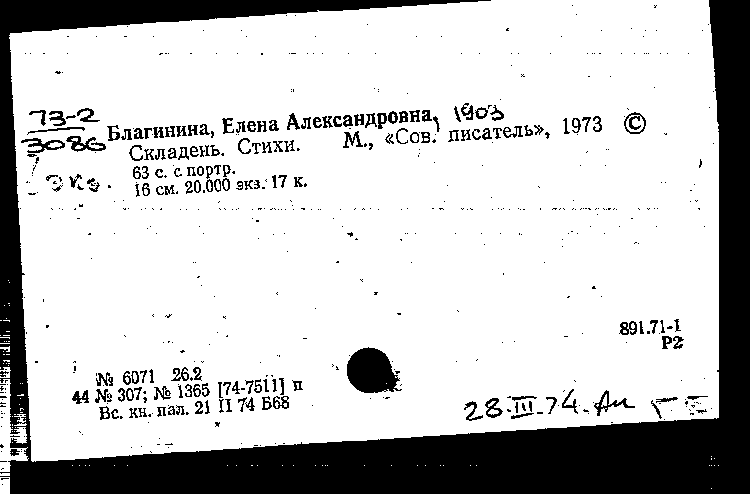 73-2
3086
Благинина, Елена Александровна, 1903
Складень. Стихи. М., «Сов. писатель», 1973 ©
63 с. с портр.
16 см. 20.000 экз. 17 к.
891.71-1
Р2
№ 6071 26.2
44 № 307; № 1365 [74-7511] п
Вс. кн. пал. 21 II 74 Б68
28.III.74.